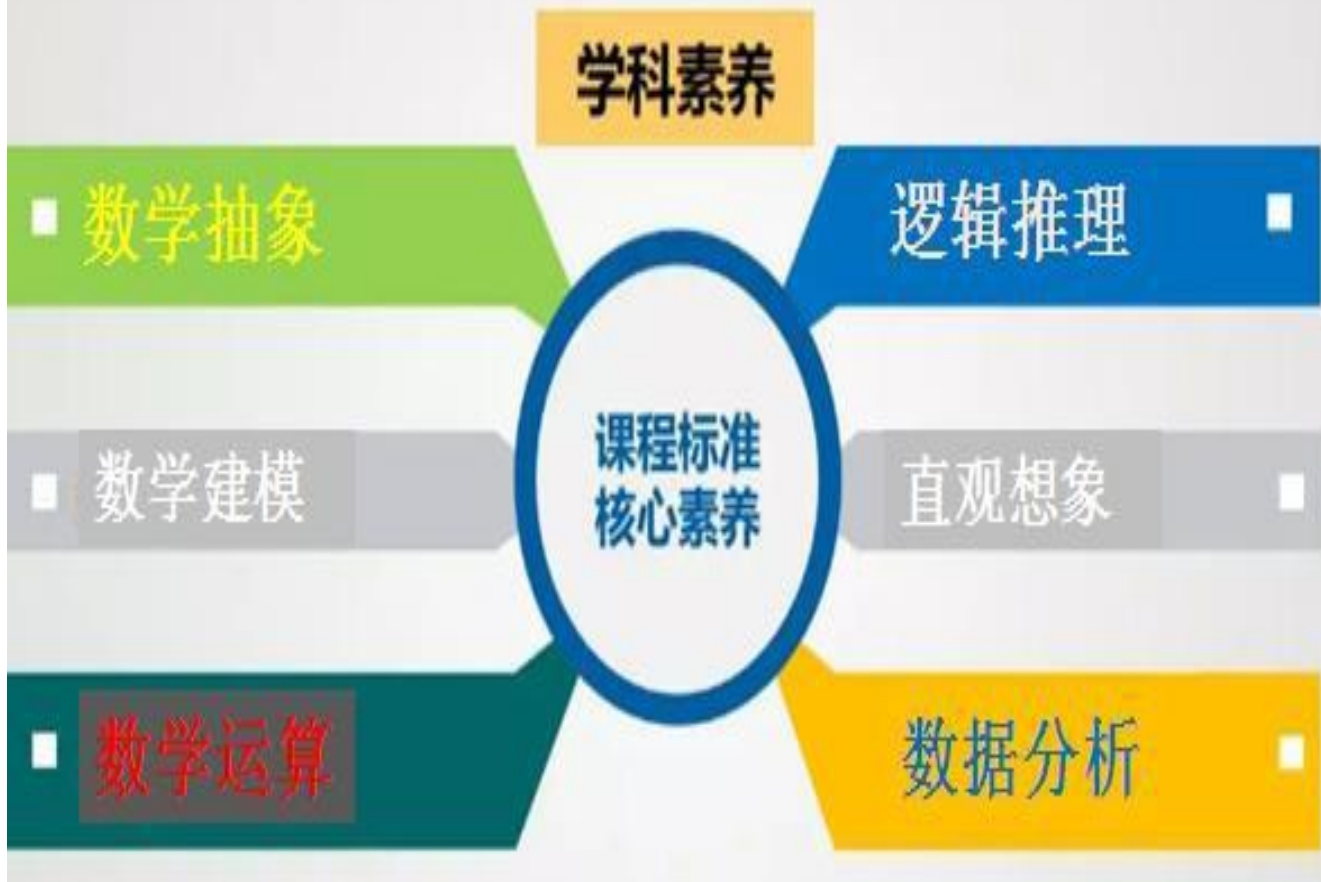 学科素养
数学抽象
逻辑推理
数学建模
课程标准
核心素养
直观想象
数学运算
数据分析